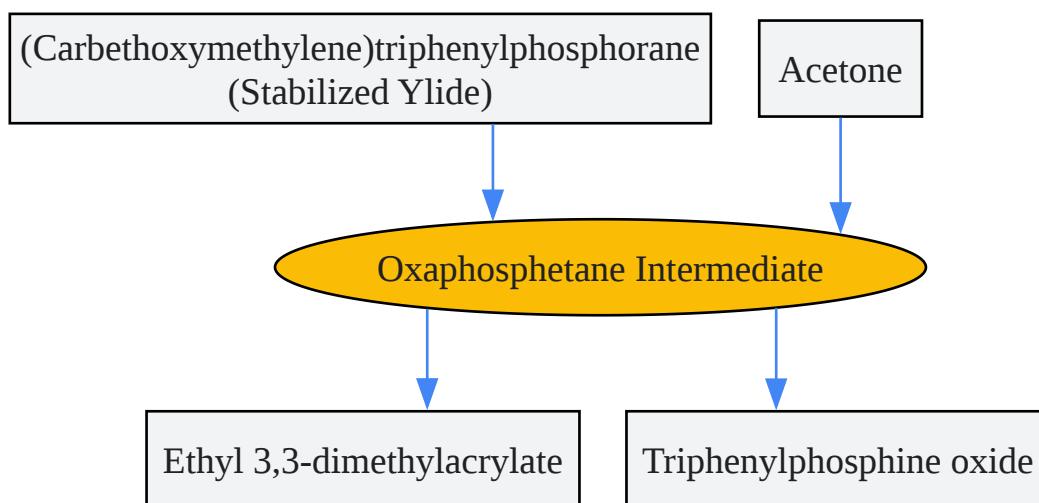 (Carbethoxymethylene)triphenylphosphorane
(Stabilized Ylide)
Acetone
Oxaphosphetane Intermediate
Ethyl 3,3-dimethylacrylate
Triphenylphosphine oxide